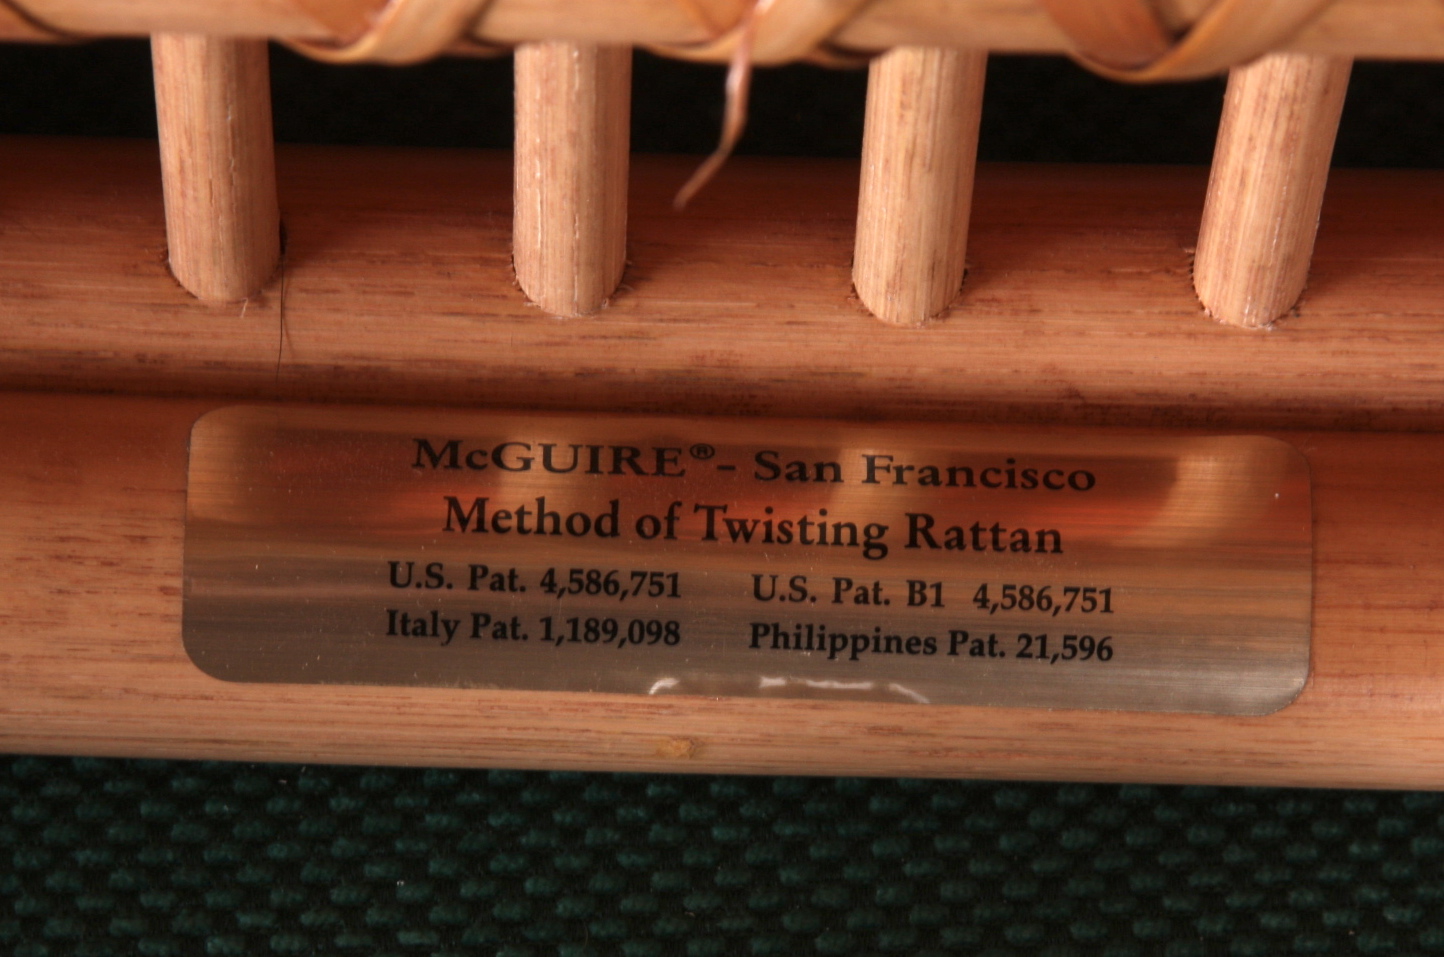 McGUIRE®- San Francisco
Method of Twisting Rattan
U.S. Pat. 4,586,751 U.S. Pat. B1 4,586,751
Italy Pat. 1,189,098 Philippines Pat. 21,596